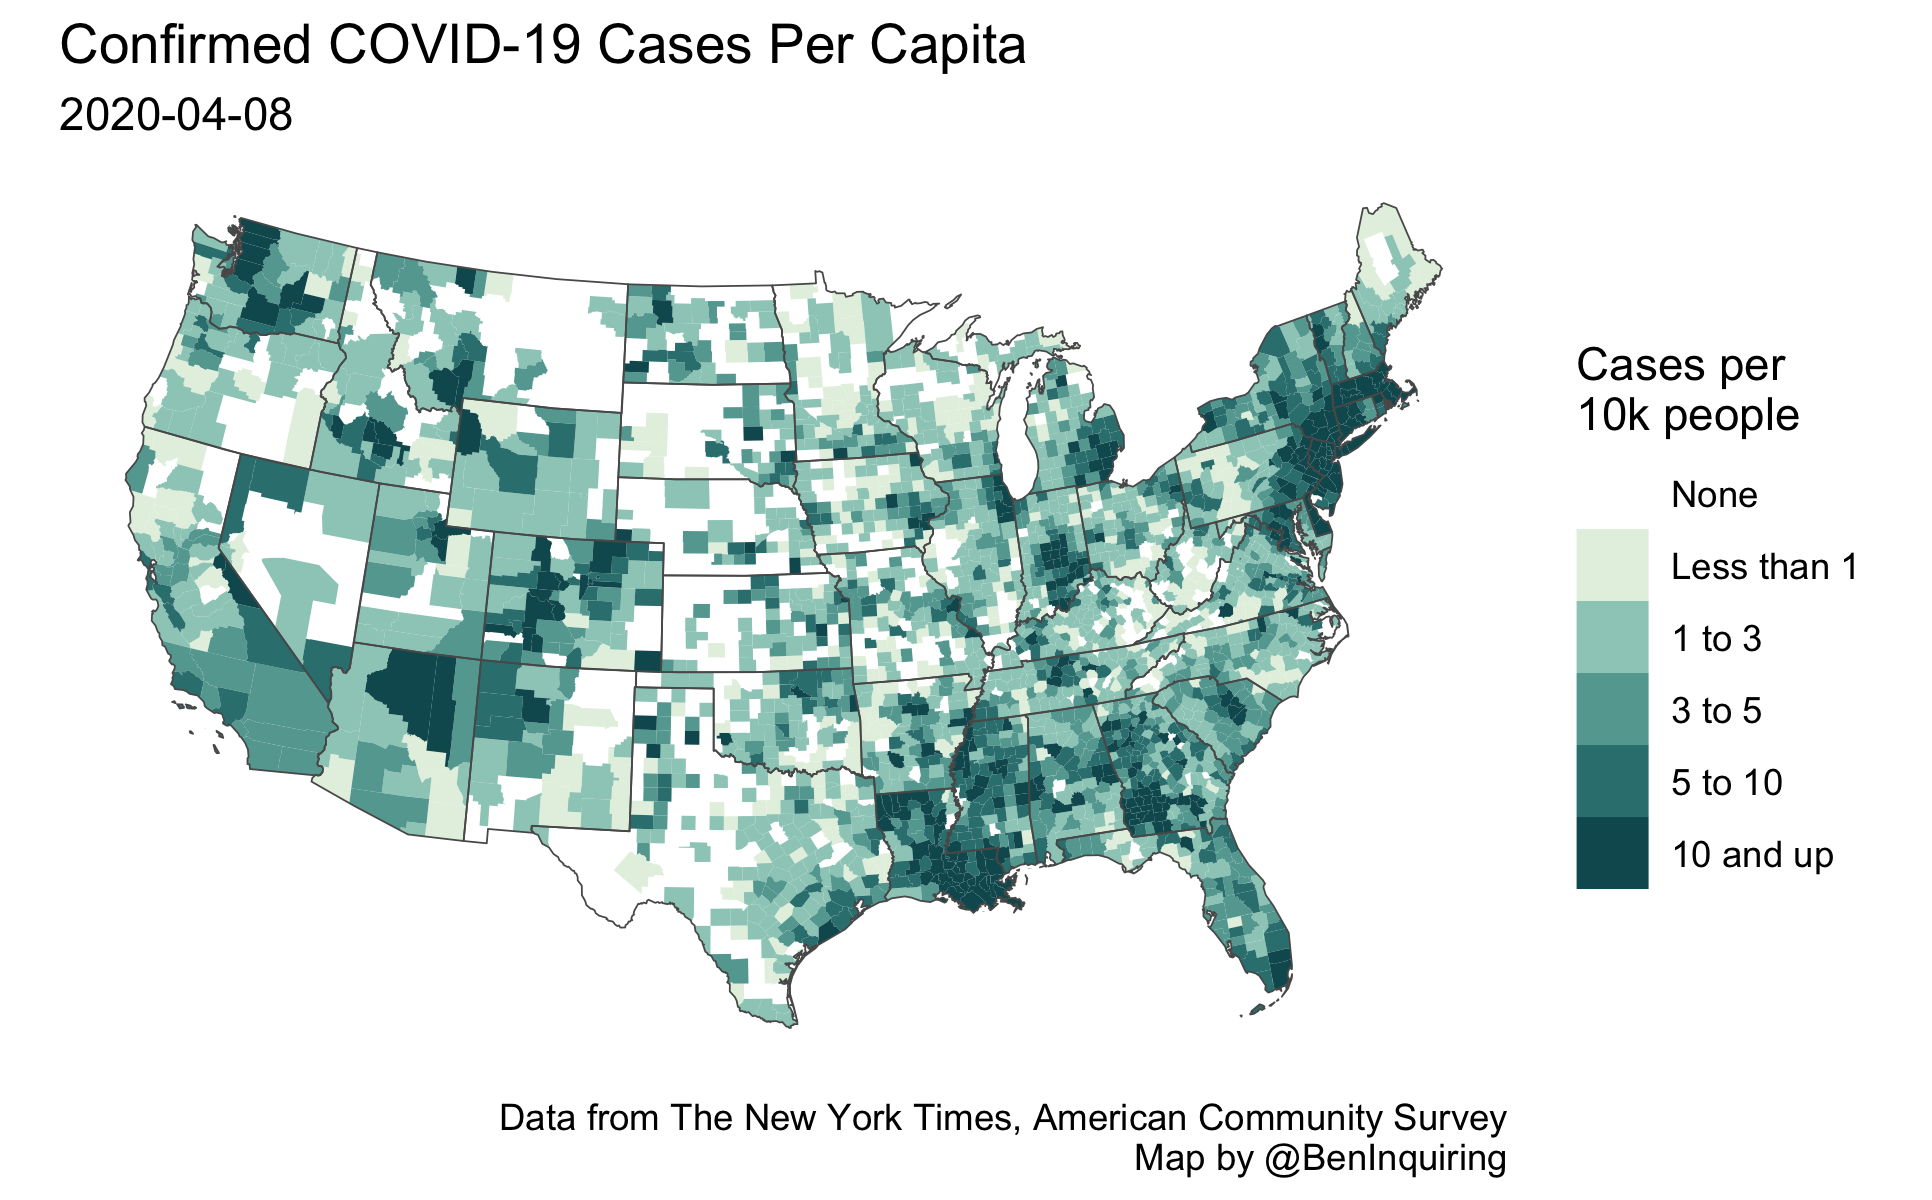 Confirmed COVID-19 Cases Per Capita
2020-04-08
Cases per
10k people
None
Less than 1
1 to 3
3 to 5
5 to 10
10 and up
Data from The New York Times, American Community Survey
Map by @BenInquiring